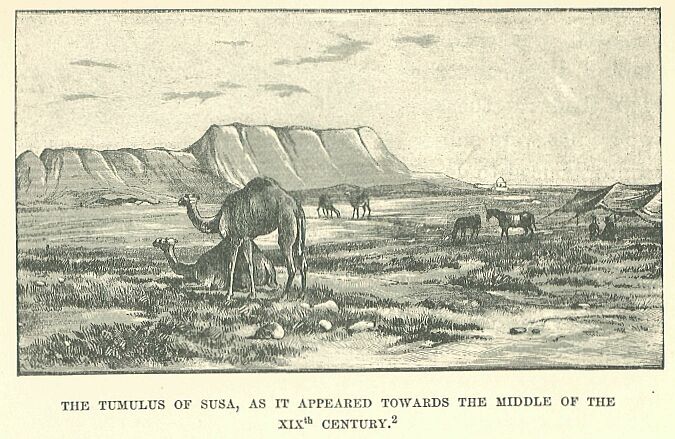 THE TUMULUS OF SUSA, AS IT APPEARED TOWARDS THE MIDDLE OF THE
XIXth CENTURY.2